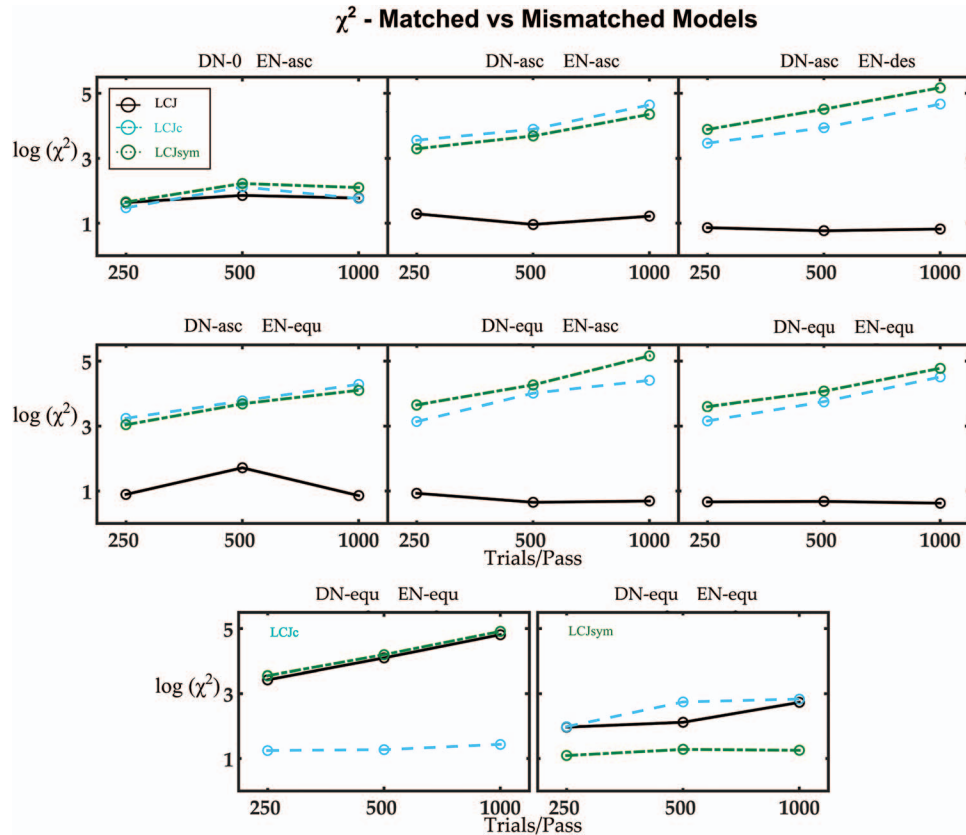 χ² - Matched vs Mismatched Models
DN-0 EN-asc
DN-asc EN-asc
DN-asc EN-des
LCJ
LCJc
LCJsym
log (χ²)
5
3
1
250 500 1000
250 500 1000
250 500 1000
DN-asc EN-equ
DN-equ EN-asc
DN-equ EN-equ
log (χ²)
5
3
1
250 500 1000
250 500 1000
250 500 1000
Trials/Pass
DN-equ EN-equ
DN-equ EN-equ
LCJc
LCJsym
log (χ²)
5
3
1
250 500 1000
250 500 1000
Trials/Pass